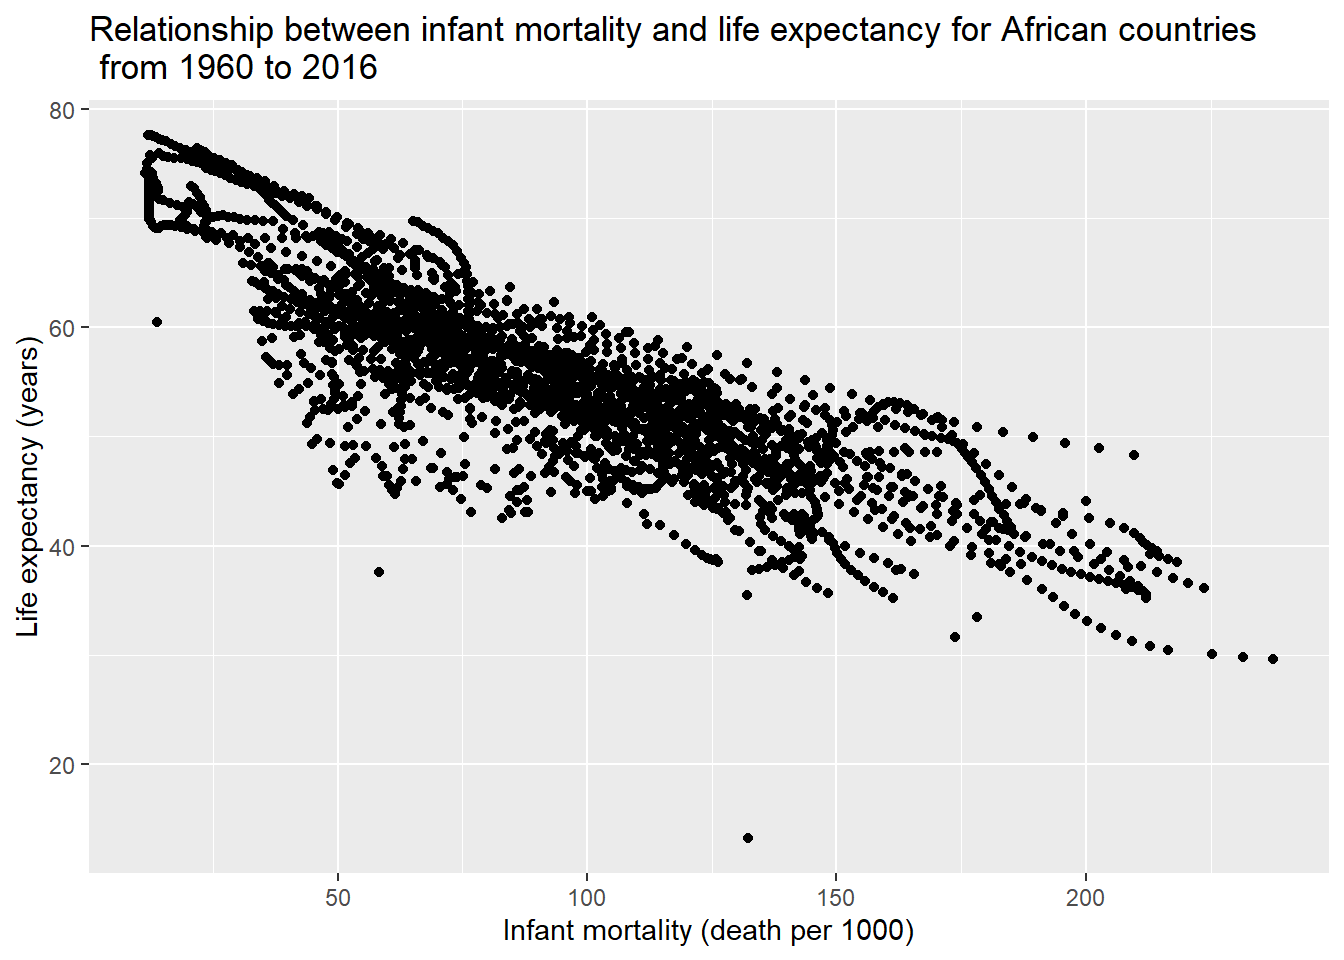 Relationship between infant mortality and life expectancy for African countries
from 1960 to 2016
80
60
40
20
Life expectancy (years)
50 100 150 200
Infant mortality (death per 1000)